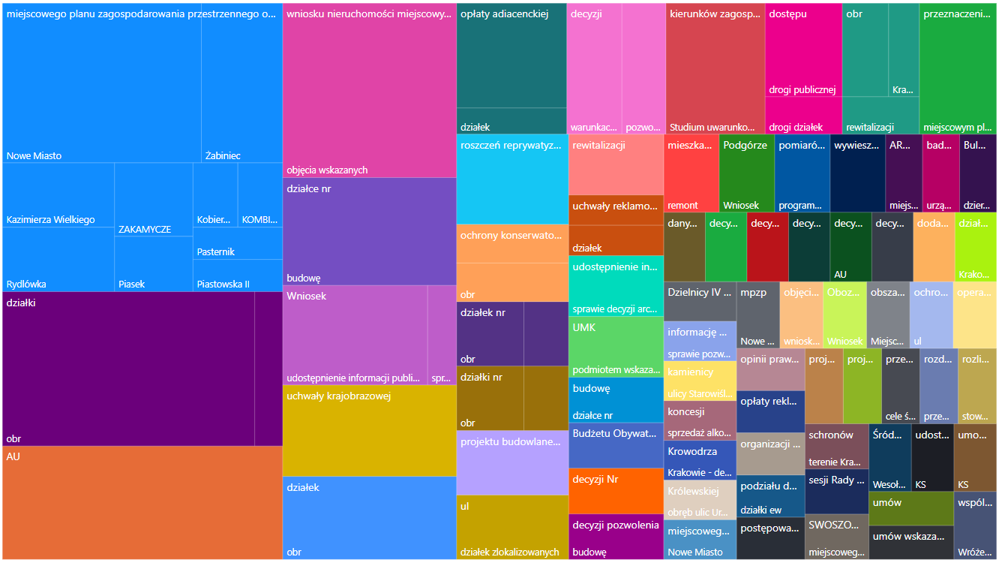 miejscowego planu zagospodarowania przestrzennego o...
Nowe Miasto
Żabiniec
Kazimierza Wielkiego
ZAKAMYCZE
Kobier...
KOMBI...
Pasternik
Rydlówka
Piasek
Piastowska II
działki
obr
AU
wniosku nieruchomości miejscowy...
objęcia wskazanych
działce nr
budowę
Wniosek
udostępnienie informacji publi...
spr...
uchwały krajobrazowej
działek
obr
opłaty adiacenckiej
działek
roszczeń reprywatyz...
ochrony konserwato...
obr
działek nr
obr
działki nr
obr
projektu budowlane...
ul
działek zlokalizowanych
decyzji
warunkac...
pozwo...
rewitalizacji
uchwały reklamo...
działek
udostępnienie in...
sprawie decyzji arc...
UMK
podmiotem wskaza...
budowę
działce nr
Budżetu Obywat...
decyzji Nr
decyzji pozwolenia
budowę
kierunków zagosp...
Studium uwarunko...
dostępu
drogi publicznej
drogi działek
obr
Kra...
rewitalizacji
przeznaczeni...
miejscowym pl...
mieszka...
remont
Podgórze
Wniosek
pomiaró...
program...
wywiesz...
AR...
miejs...
bad...
urzą...
Bul...
dzier...
dany...
decy...
decy...
decy...
decy...
AU
decy...
doda...
dział...
Krako...
Dzielnicy IV ...
mpzp
Nowe ...
objęci...
wniosk...
Oboz...
Wniosek
obsza...
Miejsc...
ochro...
ul
opera...
informację ...
sprawie pozw...
kamienicy
ulicy Starowiśl...
koncesji
sprzedaż alko...
Krowodrza
Krakowie - de...
Królewskiej
obręb ulic Ur...
miejscoweg...
Nowe Miasto
opinii praw...
opłaty rekl...
organizacji ...
podziału d...
działki ew
postępowa...
proj...
proj...
prze...
cele ś...
rozd...
prze...
rozli...
stow...
schronów
terenie Kra...
sesji Rady ...
SWOSZO...
miejscoweg...
Śród...
Wesoł...
udost...
KS
umo...
KS
umów
umów wskaza...
wspól...
Wróże...